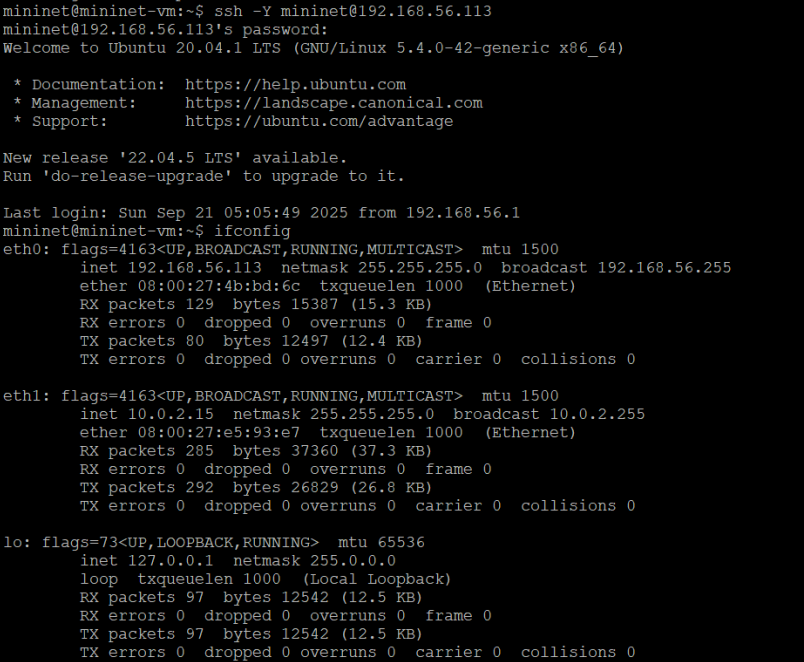 mininet@mininet-vm:~$ ssh -Y mininet@192.168.56.113
mininet@192.168.56.113's password:
Welcome to Ubuntu 20.04.1 LTS (GNU/Linux 5.4.0-42-generic x86_64)

 * Documentation:  https://help.ubuntu.com
 * Management:     https://landscape.canonical.com
 * Support:        https://ubuntu.com/advantage

New release '22.04.5 LTS' available.
Run 'do-release-upgrade' to upgrade to it.

Last login: Sun Sep 21 05:05:49 2025 from 192.168.56.1
mininet@mininet-vm:~$ ifconfig
eth0: flags=4163<UP,BROADCAST,RUNNING,MULTICAST>  mtu 1500
        inet 192.168.56.113  netmask 255.255.255.0  broadcast 192.168.56.255
        ether 08:00:27:4b:bd:6c  txqueuelen 1000  (Ethernet)
        RX packets 129  bytes 15387 (15.3 KB)
        RX errors 0  dropped 0  overruns 0  frame 0
        TX packets 80  bytes 12497 (12.4 KB)
        TX errors 0  dropped 0 overruns 0  carrier 0  collisions 0

eth1: flags=4163<UP,BROADCAST,RUNNING,MULTICAST>  mtu 1500
        inet 10.0.2.15  netmask 255.255.255.0  broadcast 10.0.2.255
        ether 08:00:27:e5:93:e7  txqueuelen 1000  (Ethernet)
        RX packets 285  bytes 37360 (37.3 KB)
        RX errors 0  dropped 0  overruns 0  frame 0
        TX packets 292  bytes 26829 (26.8 KB)
        TX errors 0  dropped 0 overruns 0  carrier 0  collisions 0

lo: flags=73<UP,LOOPBACK,RUNNING>  mtu 65536
        inet 127.0.0.1  netmask 255.0.0.0
        loop  txqueuelen 1000  (Local Loopback)
        RX packets 97  bytes 12542 (12.5 KB)
        RX errors 0  dropped 0  overruns 0  frame 0
        TX packets 97  bytes 12542 (12.5 KB)
        TX errors 0  dropped 0 overruns 0  carrier 0  collisions 0